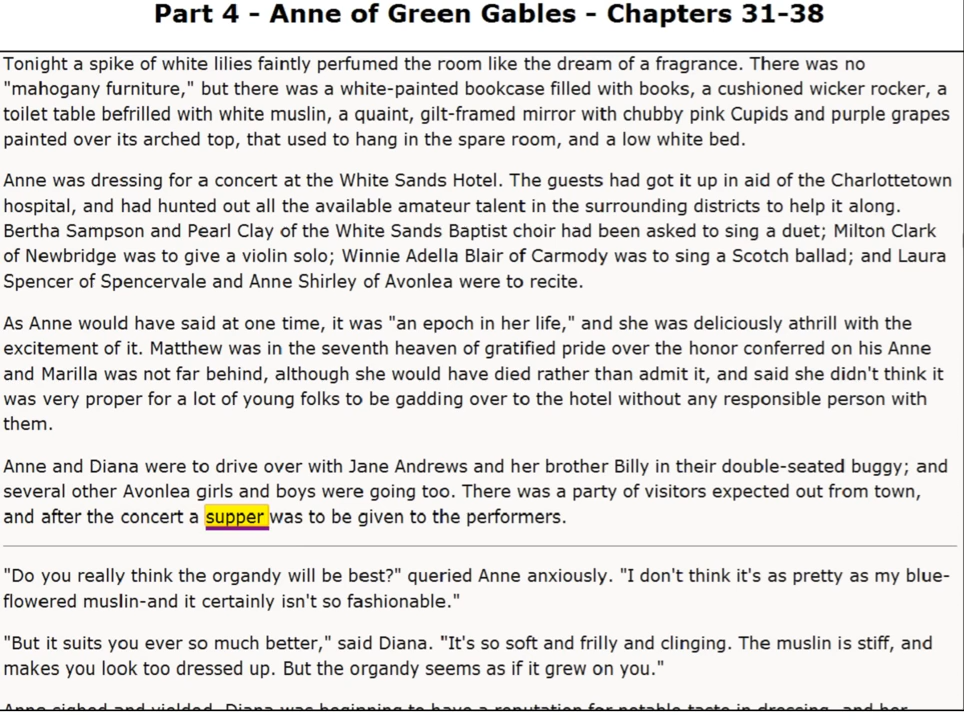 Part 4 - Anne of Green Gables - Chapters 31-38
Tonight a spike of white lilies faintly perfumed the room like the dream of a fragrance. There was no
"mahogany furniture," but there was a white-painted bookcase filled with books, a cushioned wicker rocker, a
toilet table befrilled with white muslin, a quaint, gilt-framed mirror with chubby pink Cupids and purple grapes
painted over its arched top, that used to hang in the spare room, and a low white bed.
Anne was dressing for a concert at the White Sands Hotel. The guests had got it up in aid of the Charlottetown
hospital, and had hunted out all the available amateur talent in the surrounding districts to help it along.
Bertha Sampson and Pearl Clay of the White Sands Baptist choir had been asked to sing a duet; Milton Clark
of Newbridge was to give a violin solo; Winnie Adella Blair of Carmody was to sing a Scotch ballad; and Laura
Spencer of Spencervale and Anne Shirley of Avonlea were to recite.
As Anne would have said at one time, it was "an epoch in her life," and she was deliciously athrill with the
excitement of it. Matthew was in the seventh heaven of gratified pride over the honor conferred on his Anne
and Marilla was not far behind, although she would have died rather than admit it, and said she didn't think it
was very proper for a lot of young folks to be gadding over to the hotel without any responsible person with
them.
Anne and Diana were to drive over with Jane Andrews and her brother Billy in their double-seated buggy; and
several other Avonlea girls and boys were going too. There was a party of visitors expected out from town,
and after the concert a supper was to be given to the performers.
"Do you really think the organdy will be best?" queried Anne anxiously. "I don't think it's as pretty as my blue-
flowered muslin-and it certainly isn't so fashionable."
"But it suits you ever so much better," said Diana. "It's so soft and frilly and clinging. The muslin is stiff, and
makes you look too dressed up. But the organdy seems as if it grew on you."
Anne sighed and yielded. Diana was beginning to have a reputation for notable taste in dressing, and her